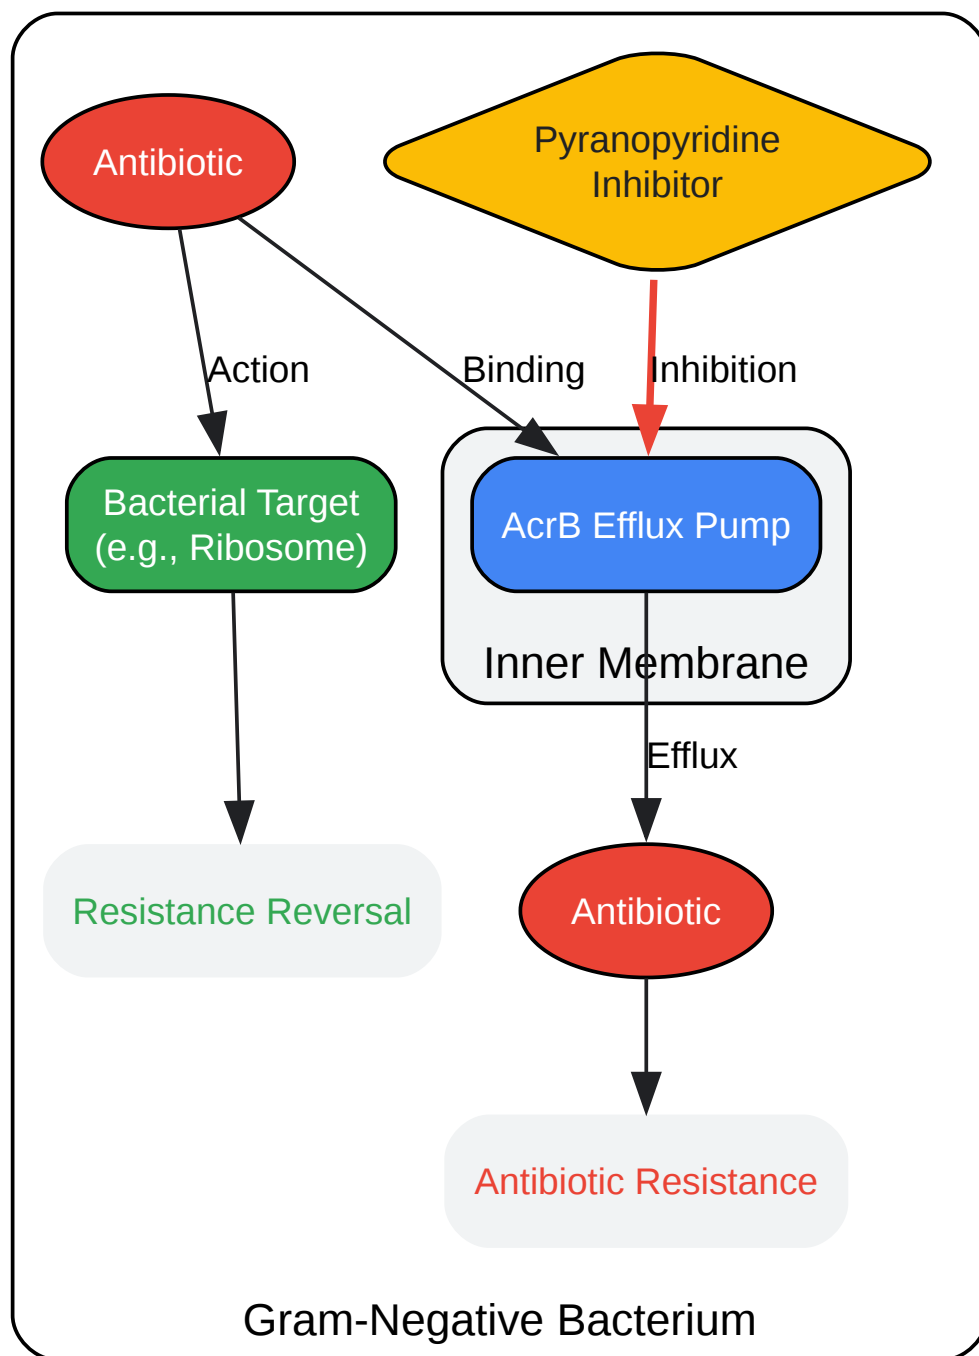 Antibiotic
Pyranopyridine
Inhibitor
Action
Binding
Inhibition
Bacterial Target
(e.g., Ribosome)
AcrB Efflux Pump
Inner Membrane
Efflux
Resistance Reversal
Antibiotic
Antibiotic Resistance
Gram-Negative Bacterium